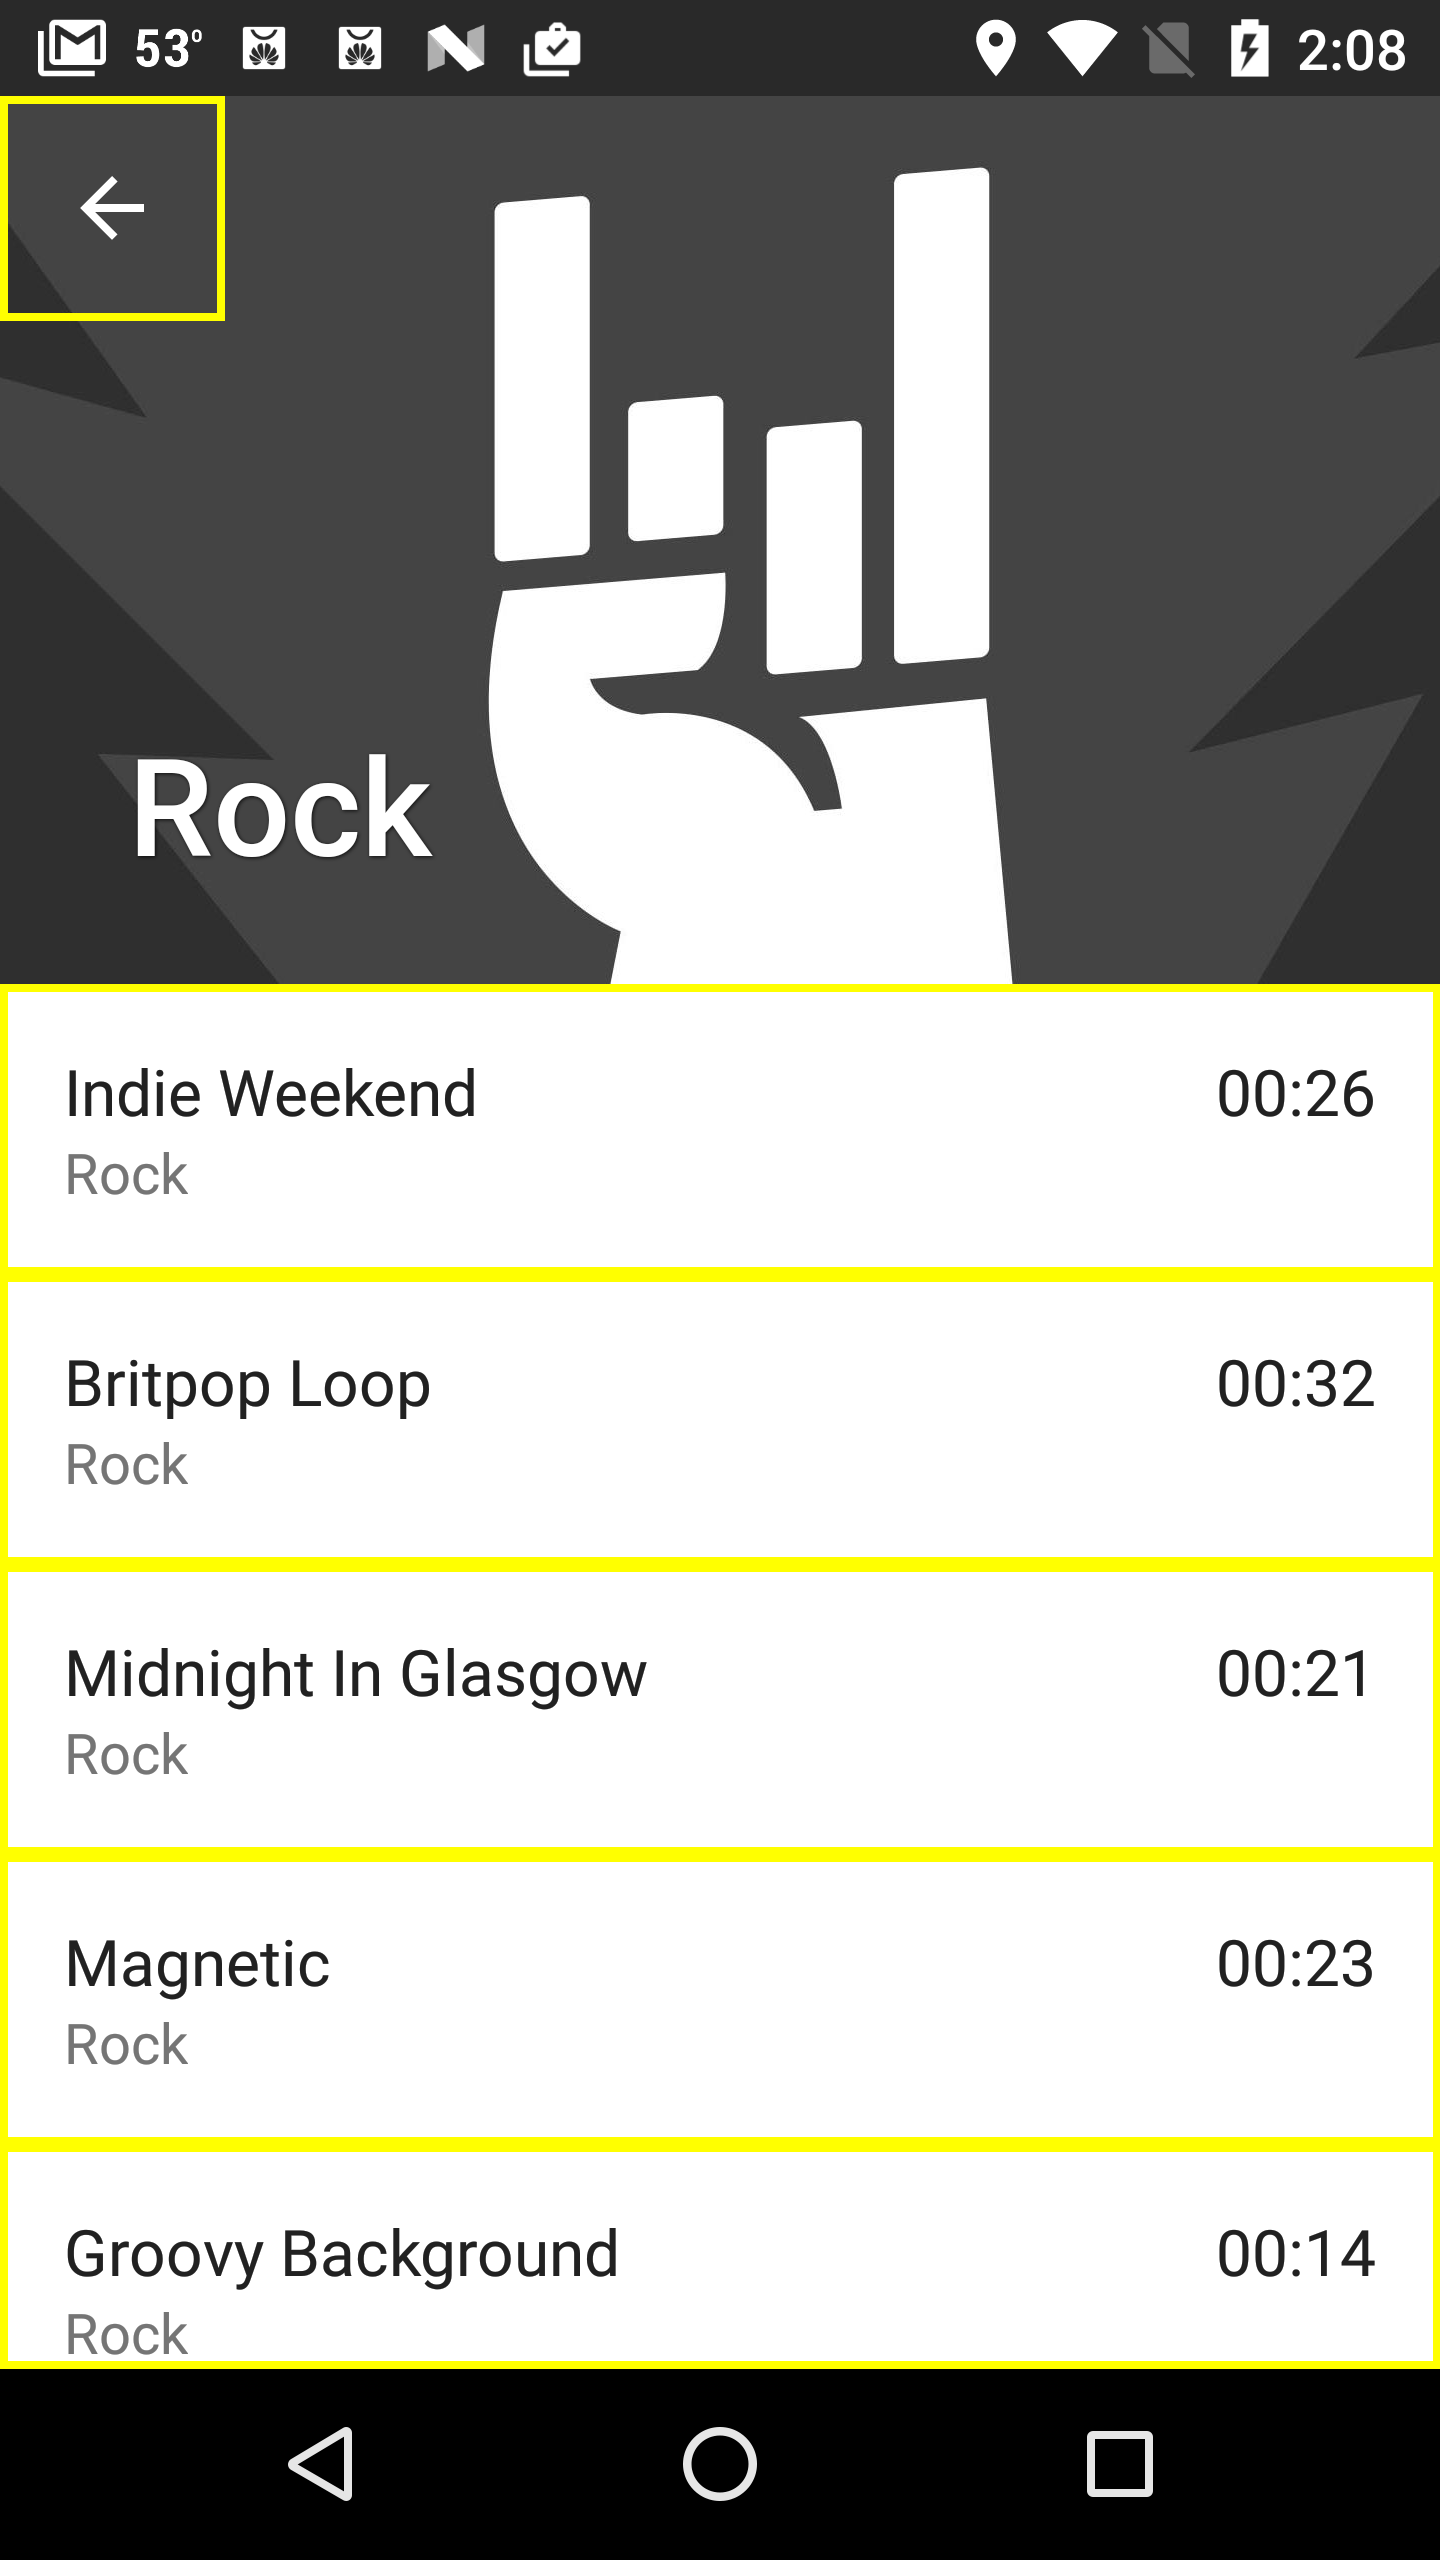 53° 2:08
Rock
Indie Weekend 00:26
Rock
Britpop Loop 00:32
Rock
Midnight In Glasgow 00:21
Rock
Magnetic 00:23
Rock
Groovy Background 00:14
Rock